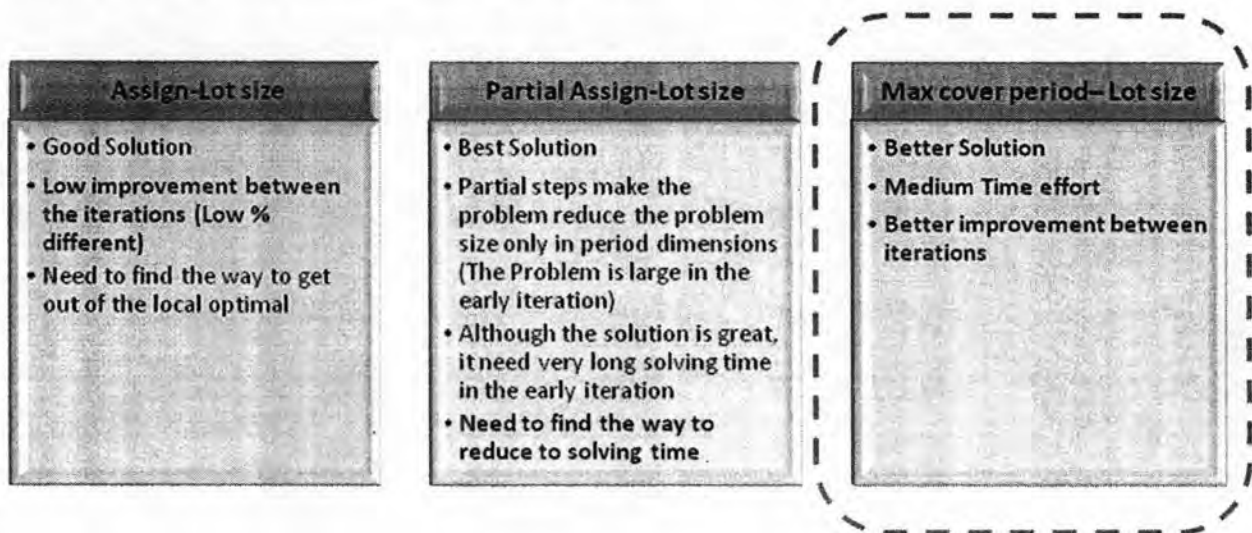 Assign-Lot size
• Good Solution
• Low improvement between
the iterations (Low %
different)
• Need to find the way to get
out of the local optimal
Partial Assign-Lot size
• Best Solution
• Partial steps make the
problem reduce the problem
size only in period dimensions
(The Problem is large in the
early iteration)
• Although the solution is great,
it need very long solving time
in the early iteration
• Need to find the way to
reduce to solving time
Max cover period– Lot size
• Better Solution
• Medium Time effort
• Better improvement between
iterations